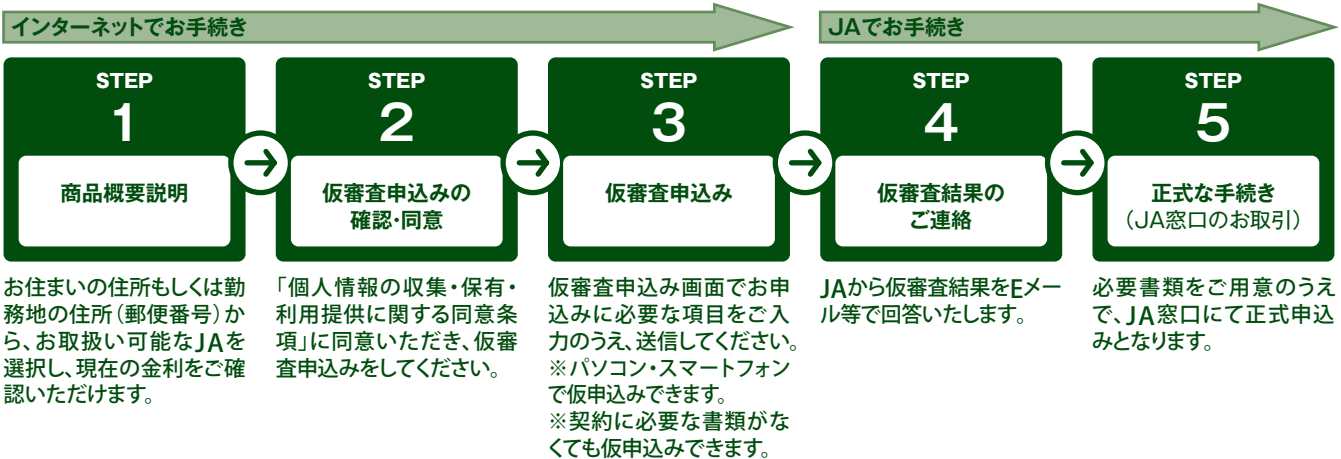 インターネットでお手続き
JAでお手続き
STEP
1
商品概要説明
お住まいの住所もしくは勤
務地の住所(郵便番号)か
ら、お取扱い可能なJAを
選択し、現在の金利をご確
認いただけます。
STEP
2
仮審査申込みの
確認・同意
「個人情報の収集・保有・
利用提供に関する同意条
項」に同意いただき、仮審
査申込みをしてください。
STEP
3
仮審査申込み
仮審査申込み画面でお申
込みに必要な項目をご入
力のうえ、送信してください。
※パソコン・スマートフォン
で仮申込みできます。
※契約に必要な書類がな
くても仮申込みできます。
STEP
4
仮審査結果の
ご連絡
JAから仮審査結果をEメー
ル等で回答いたします。
STEP
5
正式な手続き
(JA窓口のお取引)
必要書類をご用意のうえ
で、JA窓口にて正式申込
みとなります。